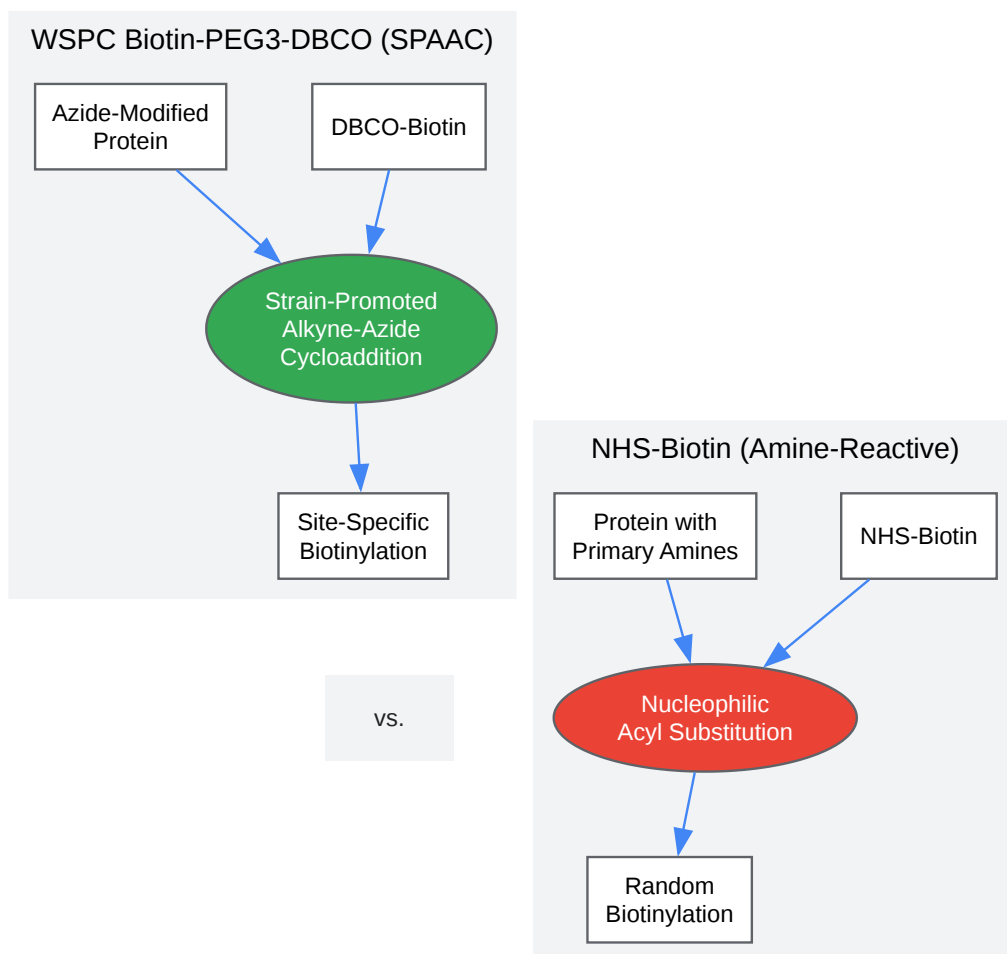 WSPC Biotin-PEG3-DBCO (SPAAC)
Azide-Modified
Protein
DBCO-Biotin
Strain-Promoted
Alkyne-Azide
Cycloaddition
Site-Specific
Biotinylation
vs.
NHS-Biotin (Amine-Reactive)
Protein with
Primary Amines
NHS-Biotin
Nucleophilic
Acyl Substitution
Random
Biotinylation